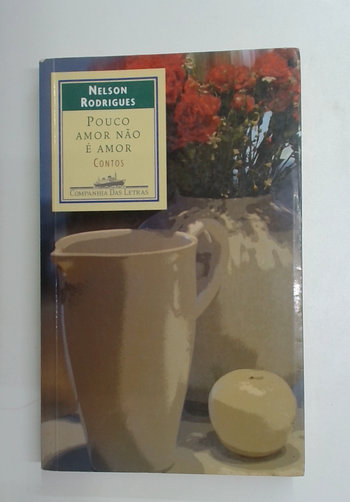 NELSON
RODRIGUES
POUCO
AMOR NÃO
É AMOR
CONTOS
COMPANHIA DAS LETRAS